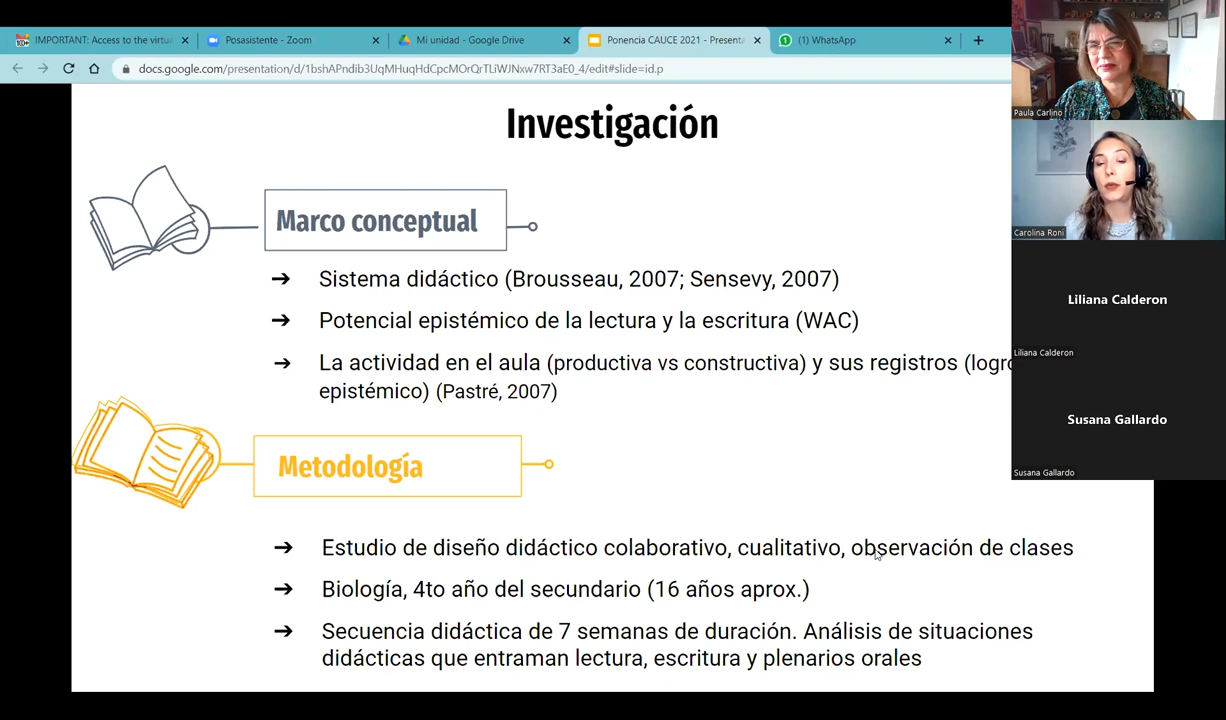 IMPORTANT: Access to the virtu
Posasistente - Zoom
Mi unidad - Google Drive
Ponencia CAUCE 2021 - Presenta
(1) WhatsApp
docs.google.com/presentation/d/1bshAPndib3UqMHuqHdCpcMOrQrTLiWJNxw7RT3aE0_4/edit#slide=id.p
Investigación
Marco conceptual
➔ Sistema didáctico (Brousseau, 2007; Sensevy, 2007)
➔ Potencial epistémico de la lectura y la escritura (WAC)
➔ La actividad en el aula (productiva vs constructiva) y sus registros (logro
epistémico) (Pastré, 2007)
Metodología
➔ Estudio de diseño didáctico colaborativo, cualitativo, observación de clases
➔ Biología, 4to año del secundario (16 años aprox.)
➔ Secuencia didáctica de 7 semanas de duración. Análisis de situaciones
didácticas que entraman lectura, escritura y plenarios orales
Paula Carlino
Carolina Roni
Liliana Calderon
Liliana Calderon
Susana Gallardo
Susana Gallardo